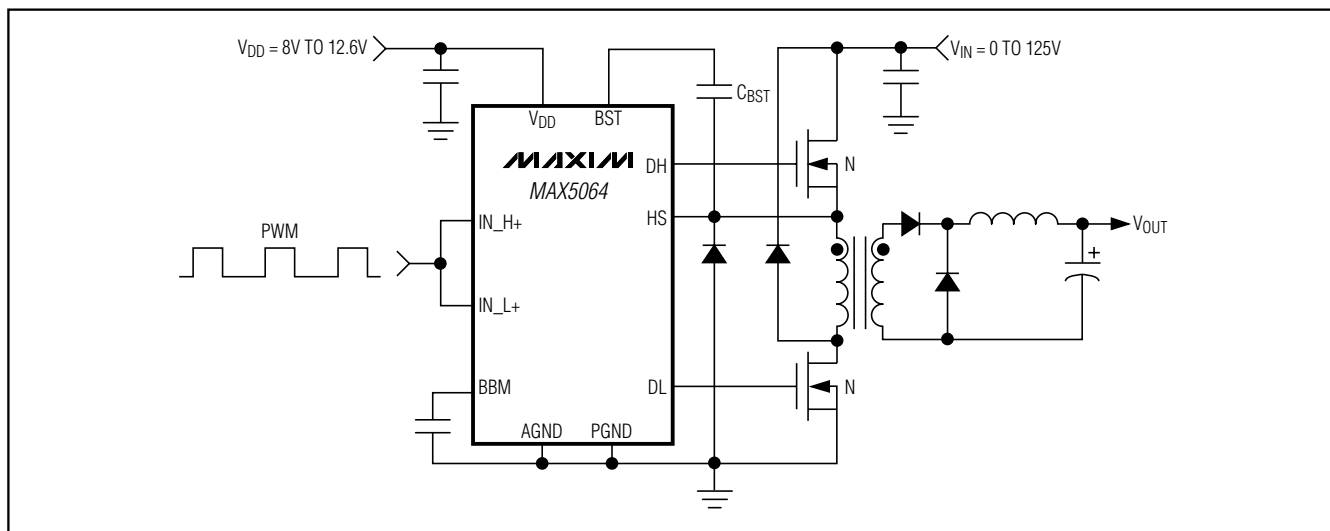 V_DD = 8V TO 12.6V
V_IN = 0 TO 125V
C_BST
V_DD
BST
MAXIM
MAX5064
DH
N
HS
IN_H+
PWM
V_OUT
+
IN_L+
BBM
DL
N
AGND
PGND